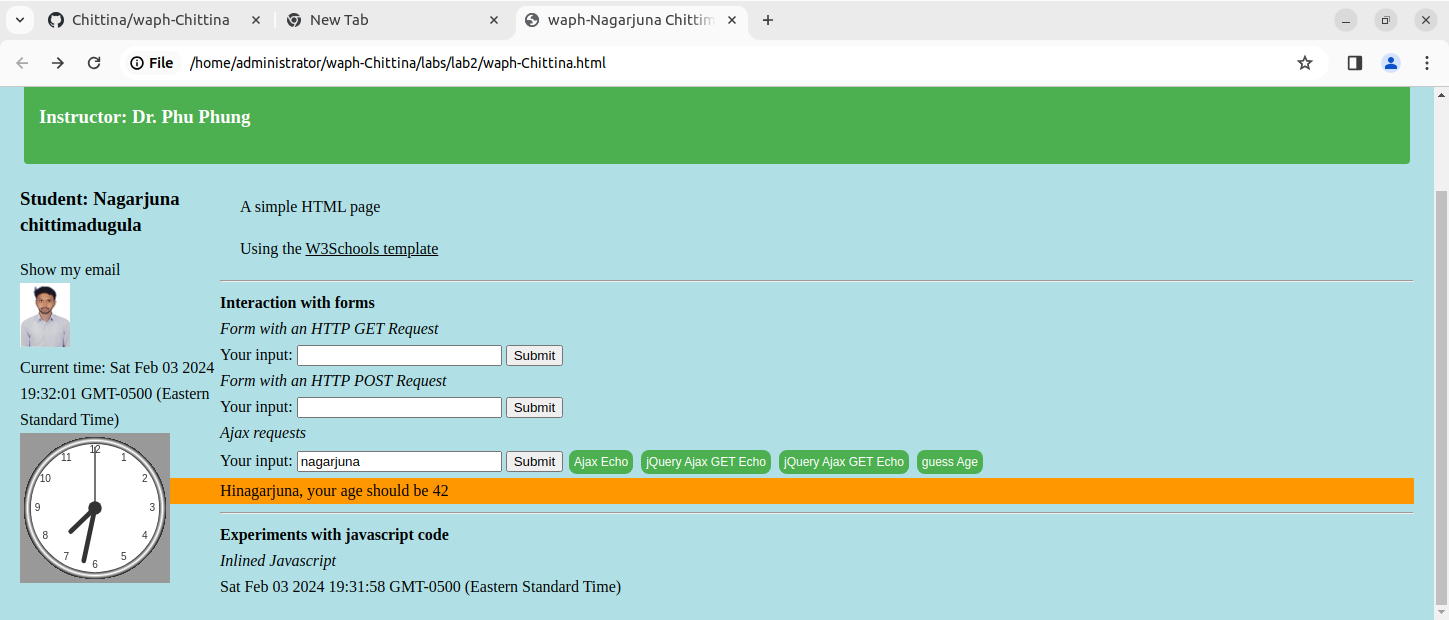 Chittina/waph-Chittina
New Tab
waph-Nagarjuna Chittim
File /home/administrator/waph-Chittina/labs/lab2/waph-Chittina.html
Instructor: Dr. Phu Phung
Student: Nagarjuna
chittimadugula
Show my email
Current time: Sat Feb 03 2024
19:32:01 GMT-0500 (Eastern
Standard Time)
12
1
2
3
4
5
6
7
8
9
10
11
A simple HTML page
Using the W3Schools template
Interaction with forms
Form with an HTTP GET Request
Your input: Submit
Form with an HTTP POST Request
Your input: Submit
Ajax requests
Your input: nagarjuna Submit Ajax Echo jQuery Ajax GET Echo jQuery Ajax GET Echo guess Age
Hinagarjuna, your age should be 42
Experiments with javascript code
Inlined Javascript
Sat Feb 03 2024 19:31:58 GMT-0500 (Eastern Standard Time)